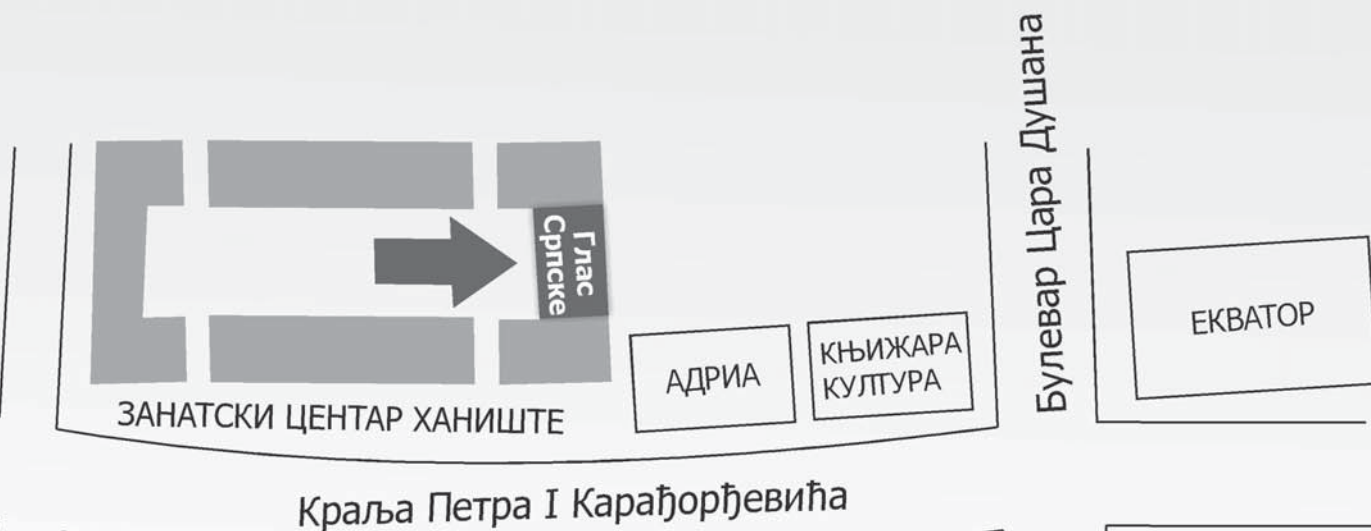 Булевар Цара Душана
Глас
Српске
АДРИА
КЊИЖАРА
КУЛТУРА
ЕКВАТОР
ЗАНАТСКИ ЦЕНТАР ХАНИШТЕ
Краља Петра I Карађорђевића